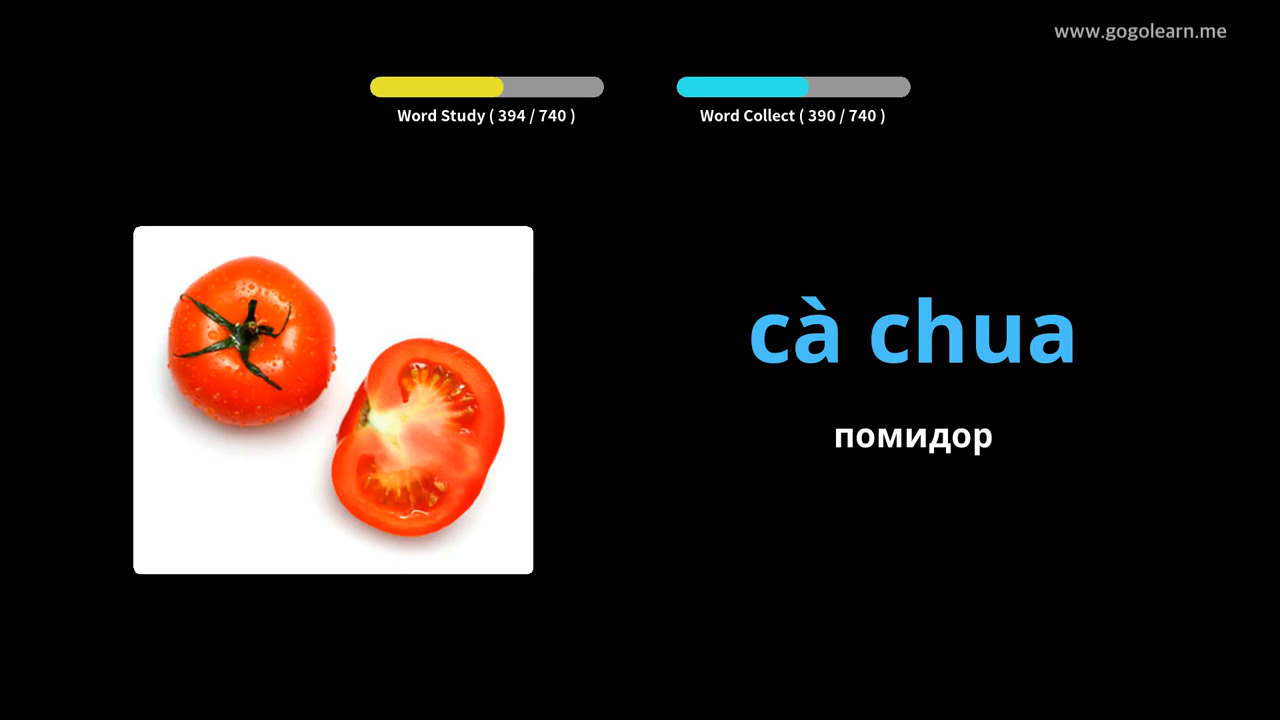 www.gogolearn.me
Word Study ( 394 / 740 )
Word Collect ( 390 / 740 )
cà chua
помидор